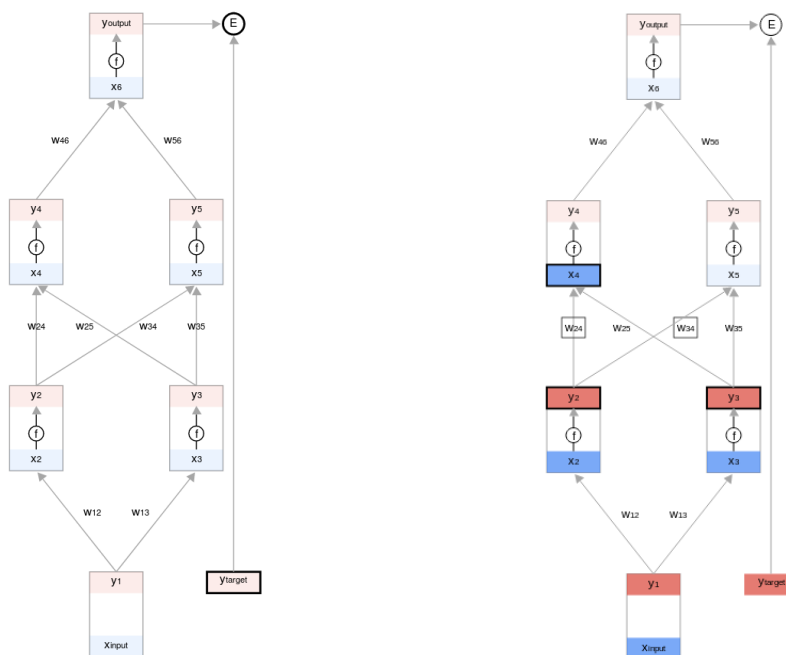 youtput
E
f
x6
w46
w56
y4
y5
f
f
x4
x5
w24
w25
w34
w35
y2
y3
f
f
x2
x3
w12
w13
y1
ytarget
xinput
youtput
E
f
x6
w46
w56
y4
y5
f
f
x4
x5
w24
w25
w34
w35
y2
y3
f
f
x2
x3
w12
w13
y1
ytarget
xinput